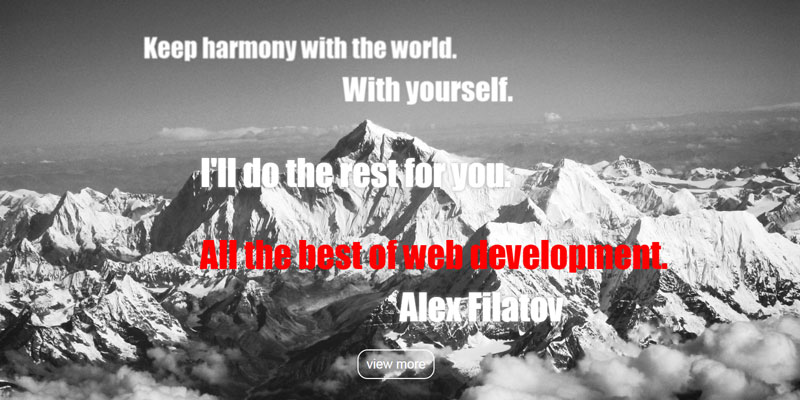 Keep harmony with the world.
With yourself.
I'll do the rest for you.
All the best of web development.
Alex Filatov
view more